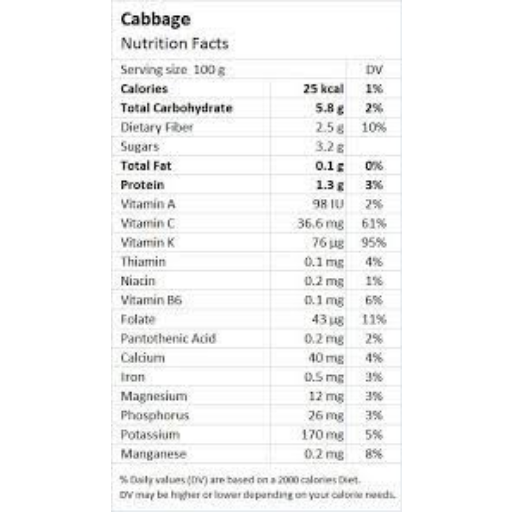 Cabbage
Nutrition Facts
Serving size 100 g DV
Calories 25 kcal 1%
Total Carbohydrate 5.8 g 2%
Dietary Fiber 2.5 g 10%
Sugars 3.2 g
Total Fat 0.1 g 0%
Protein 1.3 g 3%
Vitamin A 98 IU 2%
Vitamin C 36.6 mg 61%
Vitamin K 76 µg 95%
Thiamin 0.1 mg 4%
Niacin 0.2 mg 1%
Vitamin B6 0.1 mg 6%
Folate 43 µg 11%
Pantothenic Acid 0.2 mg 2%
Calcium 40 mg 4%
Iron 0.5 mg 3%
Magnesium 12 mg 3%
Phosphorus 26 mg 3%
Potassium 170 mg 5%
Manganese 0.2 mg 8%
% Daily values (DV) are based on a 2000 calories Diet.
DV may be higher or lower depending on your calorie needs.